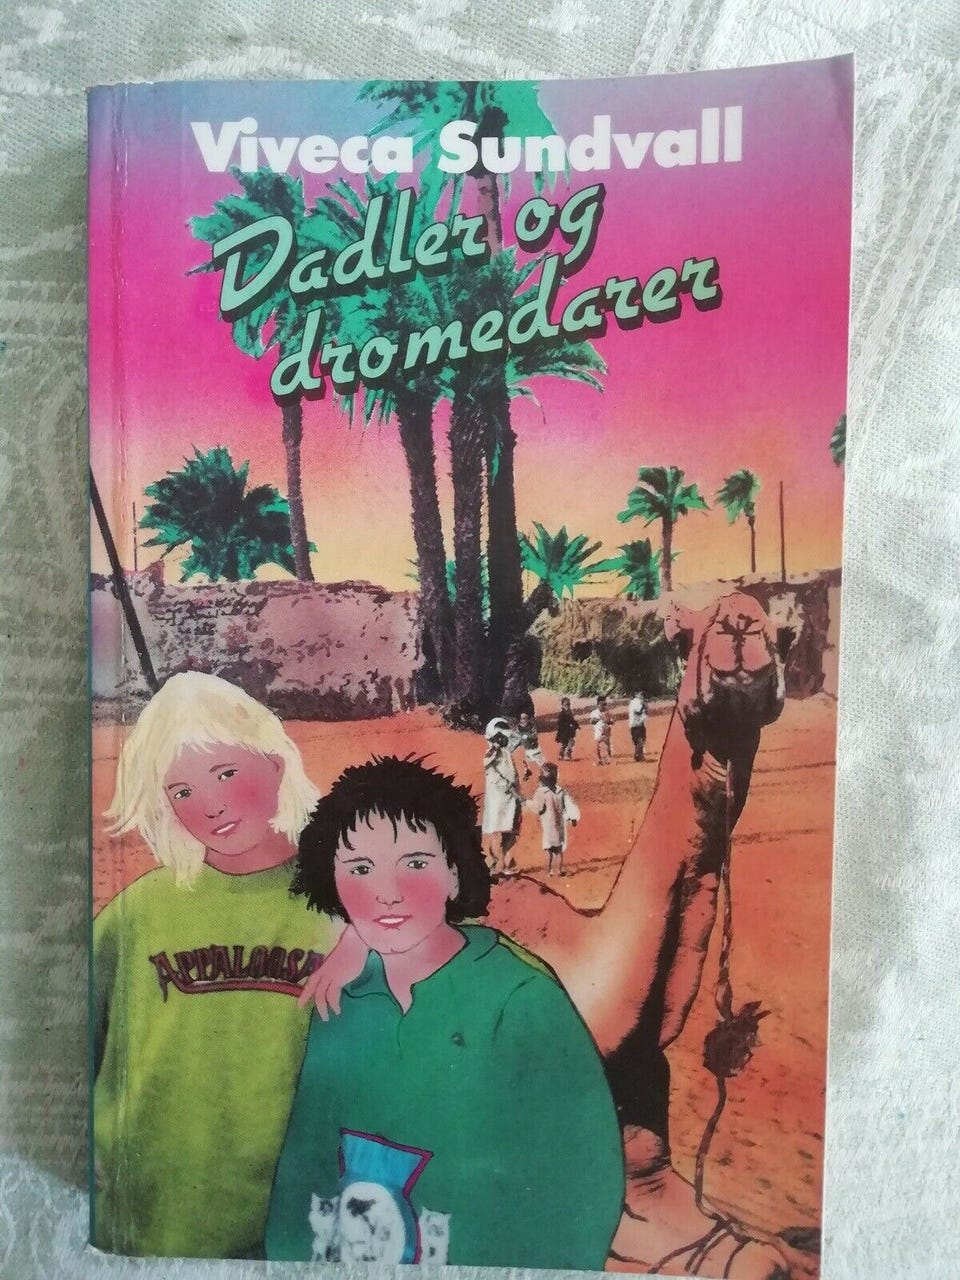 Viveca Sundvall
Dadler og
dromedarer
APPALOOSA